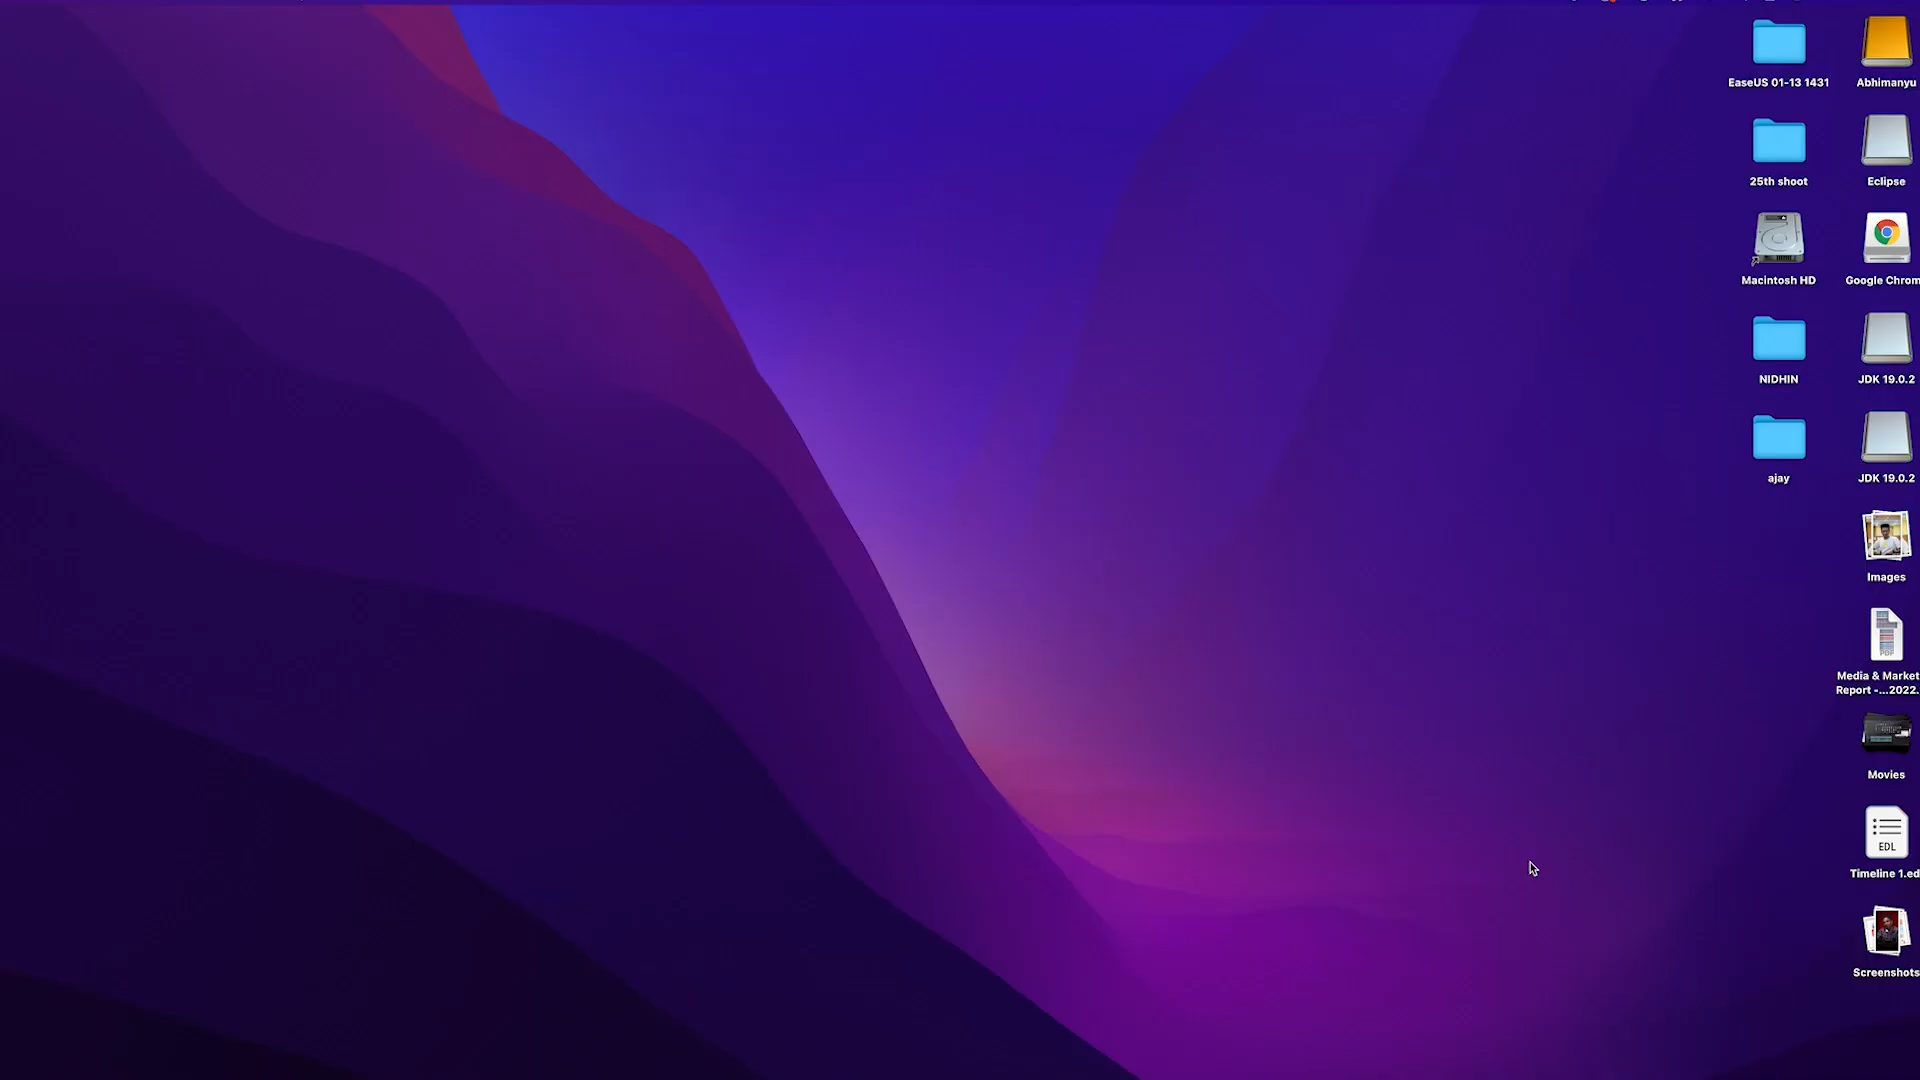 EaseUS 01-13 1431
Abhimanyu
25th shoot
Eclipse
Macintosh HD
Google Chrom
NIDHIN
JDK 19.0.2
ajay
JDK 19.0.2
Images
PDF
Media & Market
Report -...2022.
Movies
EDL
Timeline 1.ed
Screenshots